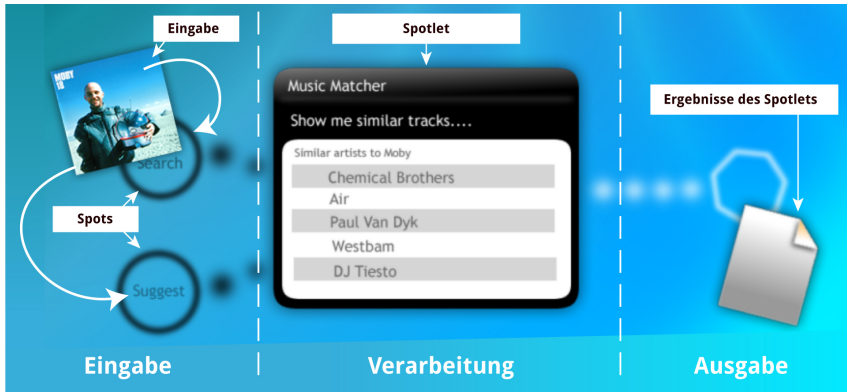 Eingabe
MOBY
18
Search
Spots
Suggest
Spotlet
Music Matcher
Show me similar tracks....
Similar artists to Moby
Chemical Brothers
Air
Paul Van Dyk
Westbam
DJ Tiesto
Ergebnisse des Spotlets
Eingabe
Verarbeitung
Ausgabe